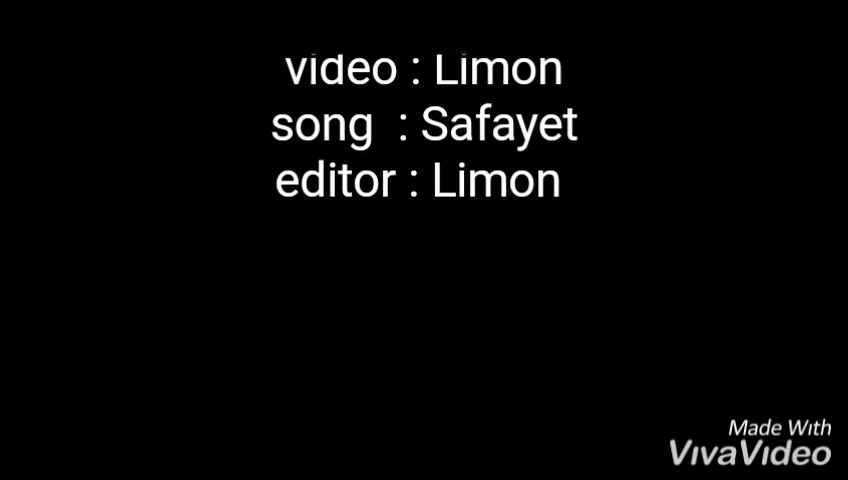 video : Limon
song  : Safayet
editor : Limon
Made With
VivaVideo